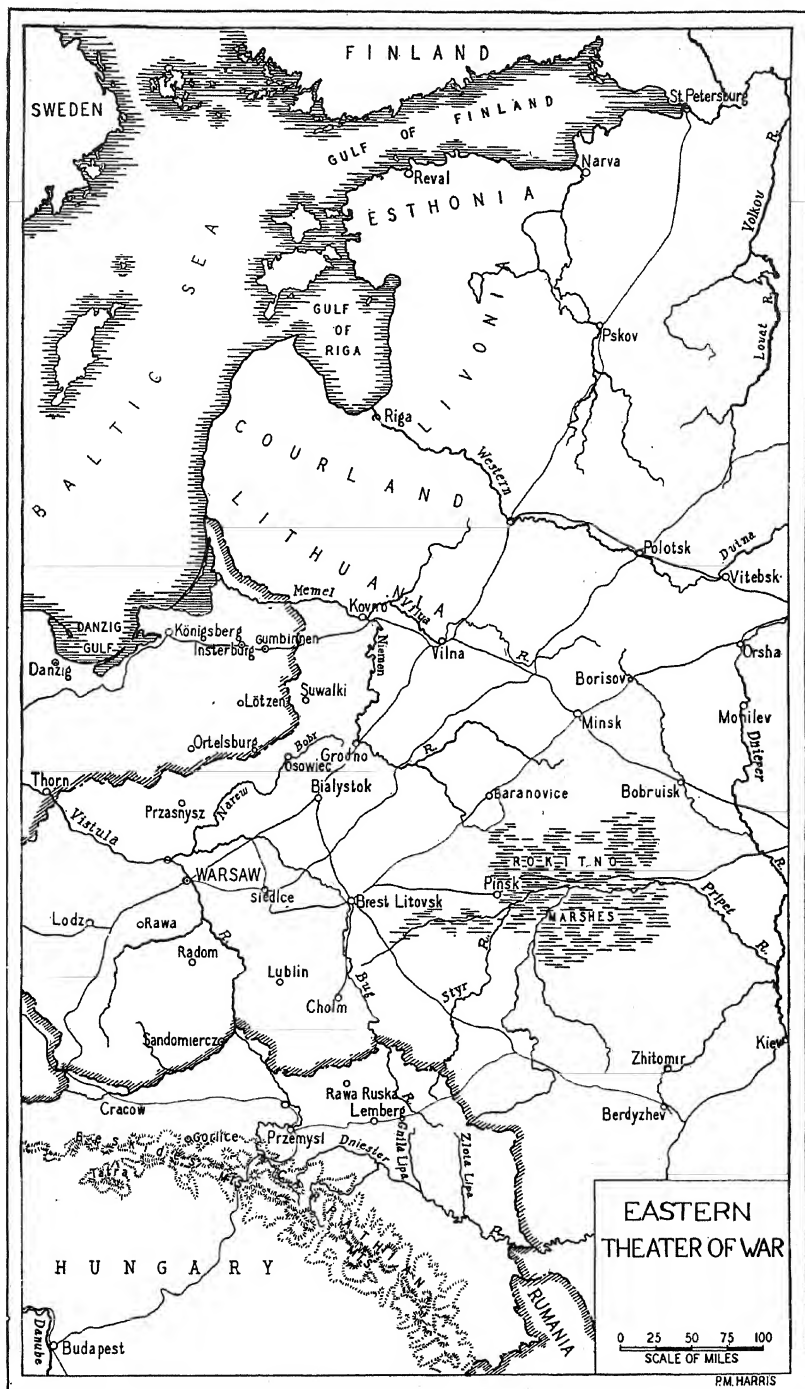 FINLAND
SWEDEN
St Petersburg
GULF OF FINLAND
Narva
Reval
ESTHONIA
Volkov R.
BALTIC SEA
GULF
OF
RIGA
LIVONIA
Pskov
Lovat R.
Riga
COURLAND
Western
LITHUANIA
Polotsk
Dvina
Vitebsk
Memel
Kovno
Vilna
R.
DANZIG
GULF
Königsberg
Insterburg
Gumbinnen
Niemen
Orsha
Danzig
Lötzen
Suwalki
Borisov
Minsk
Mohilev
Dnieper
R.
Ortelsburg
Bobr
Osowiec
Grodno
R.
Thorn
Przasnysz
Narew
Bialystok
Baranovice
Bobruisk
Vistula
R.
WARSAW
Siedlce
Brest Litovsk
Pinsk
ROKITNO
MARSHES
Pripet
R.
Lodz
Rawa
Radom
Lublin
Cholm
Bug
R.
Styr
R.
Sandomiercz
Zhitomir
Kiev
Rawa Ruska
Lemberg
Berdyzhev
Cracow
Przemysl
Gorlice
Dniester
Gnila Lipa
Zlota Lipa
R.
Tatra
HUNGARY
RUMANIA
Danube
Budapest
EASTERN
THEATER OF WAR
0 25 50 75 100
SCALE OF MILES
P.M. HARRIS